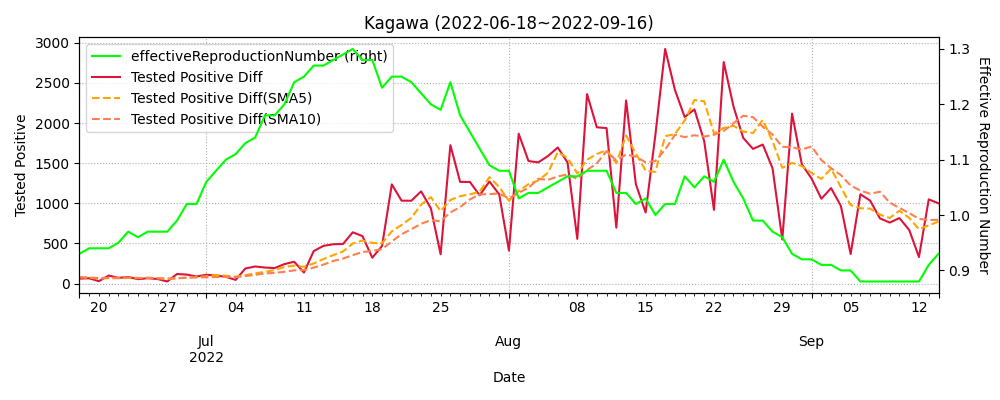 Kagawa (2022-06-18~2022-09-16)
effectiveReproductionNumber (right)
Tested Positive Diff
Tested Positive Diff(SMA5)
Tested Positive Diff(SMA10)
Tested Positive
3000
2500
2000
1500
1000
500
0
1.3
1.2
1.1
1.0
0.9
Effective Reproduction Number
20 27 04 11 18 25 08 15 22 29 05 12
Jul Aug Sep
2022
Date